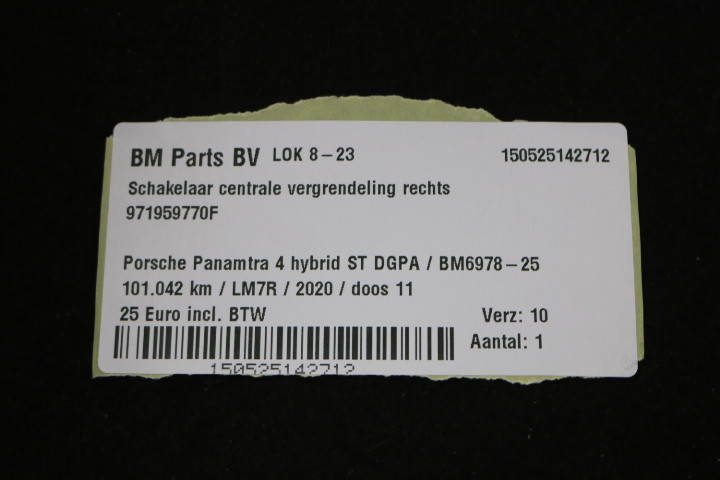 BM Parts BV LOK 8-23 150525142712
Schakelaar centrale vergrendeling rechts
971959770F
Porsche Panamtra 4 hybrid ST DGPA / BM6978-25
101.042 km / LM7R / 2020 / doos 11
25 Euro incl. BTW Verz: 10
Aantal: 1
150525142712